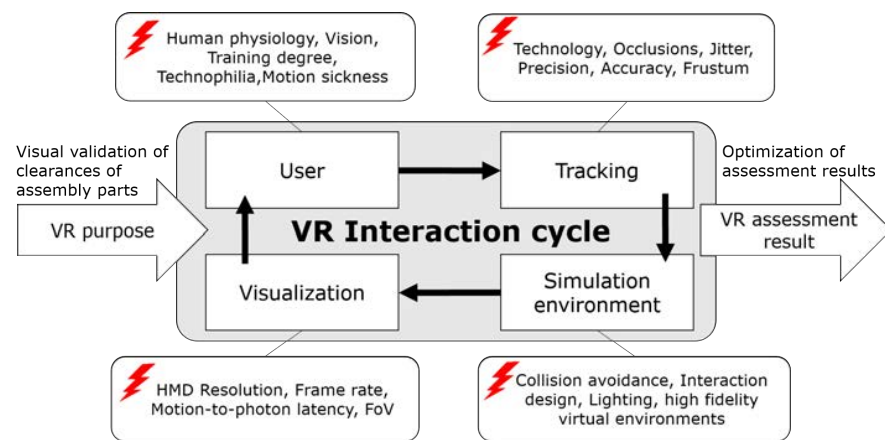 Human physiology, Vision,
Training degree,
Technophilia,Motion sickness
Technology, Occlusions, Jitter,
Precision, Accuracy, Frustum
Visual validation of
clearances of
assembly parts
VR purpose
User
Tracking
VR Interaction cycle
Visualization
Simulation
environment
Optimization of
assessment results
VR assessment
result
HMD Resolution, Frame rate,
Motion-to-photon latency, FoV
Collision avoidance, Interaction
design, Lighting, high fidelity
virtual environments